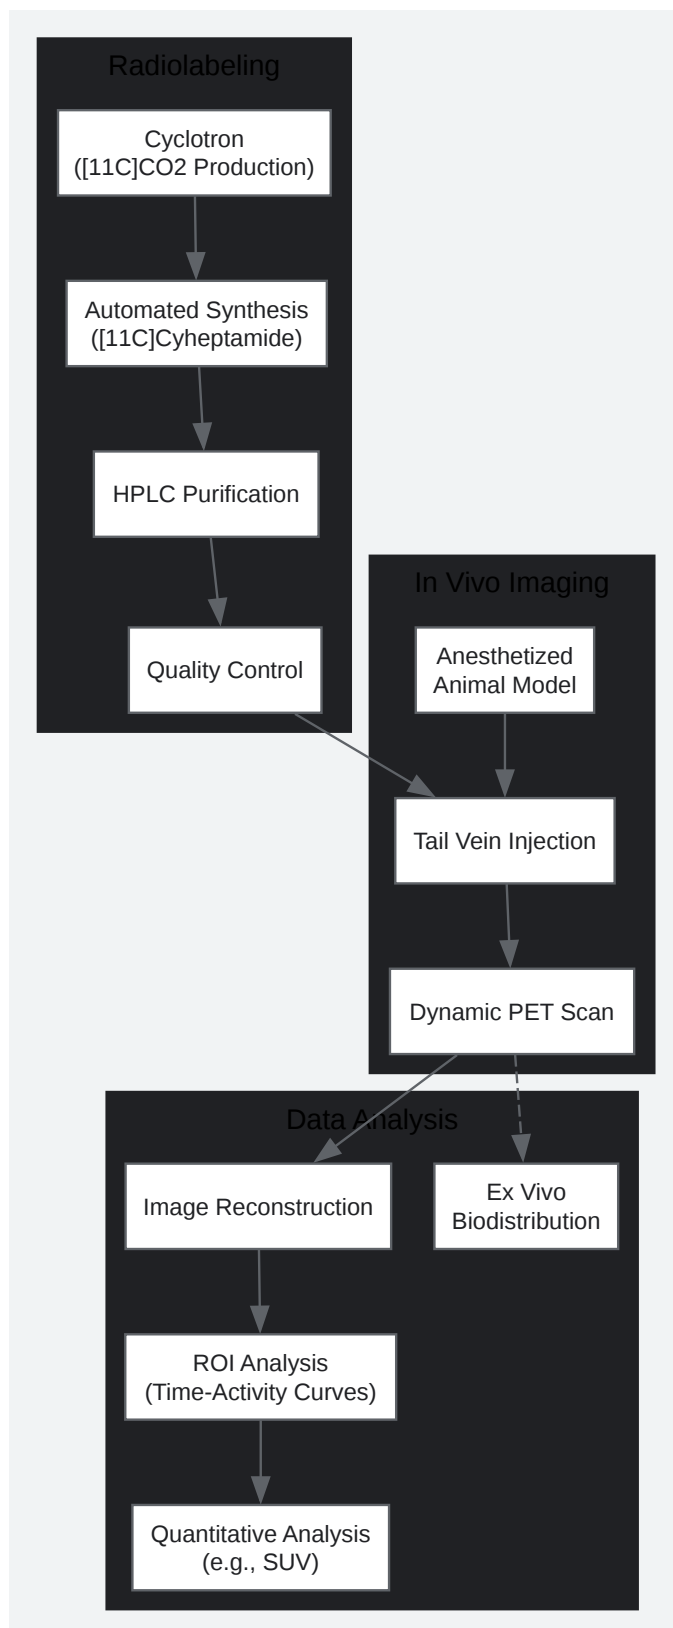 Radiolabeling
Cyclotron
([11C]CO2 Production)
Automated Synthesis
([11C]Cyheptamide)
HPLC Purification
Quality Control
In Vivo Imaging
Anesthetized
Animal Model
Tail Vein Injection
Dynamic PET Scan
Data Analysis
Image Reconstruction
Ex Vivo
Biodistribution
ROI Analysis
(Time-Activity Curves)
Quantitative Analysis
(e.g., SUV)